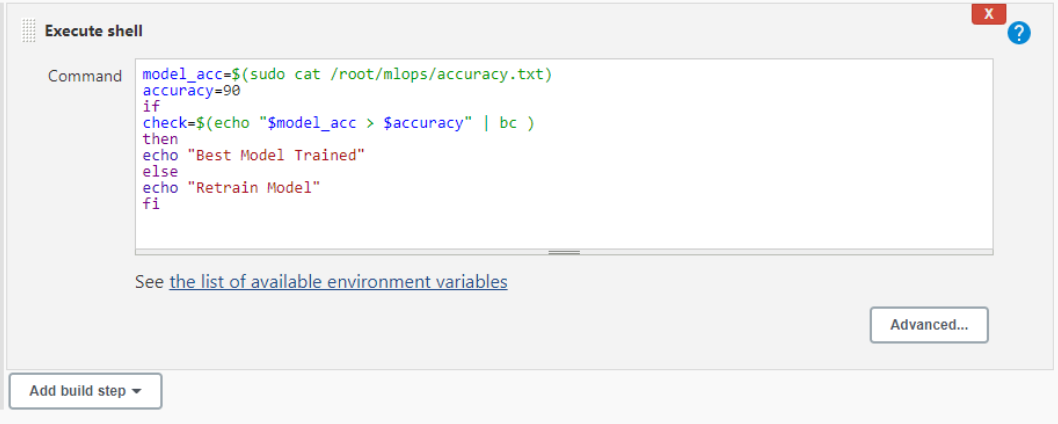 Execute shell
X
?
Command
model_acc=$(sudo cat /root/mlops/accuracy.txt)
accuracy=90
if
check=$(echo "$model_acc > $accuracy" | bc )
then
echo "Best Model Trained"
else
echo "Retrain Model"
fi
See the list of available environment variables
Advanced...
Add build step